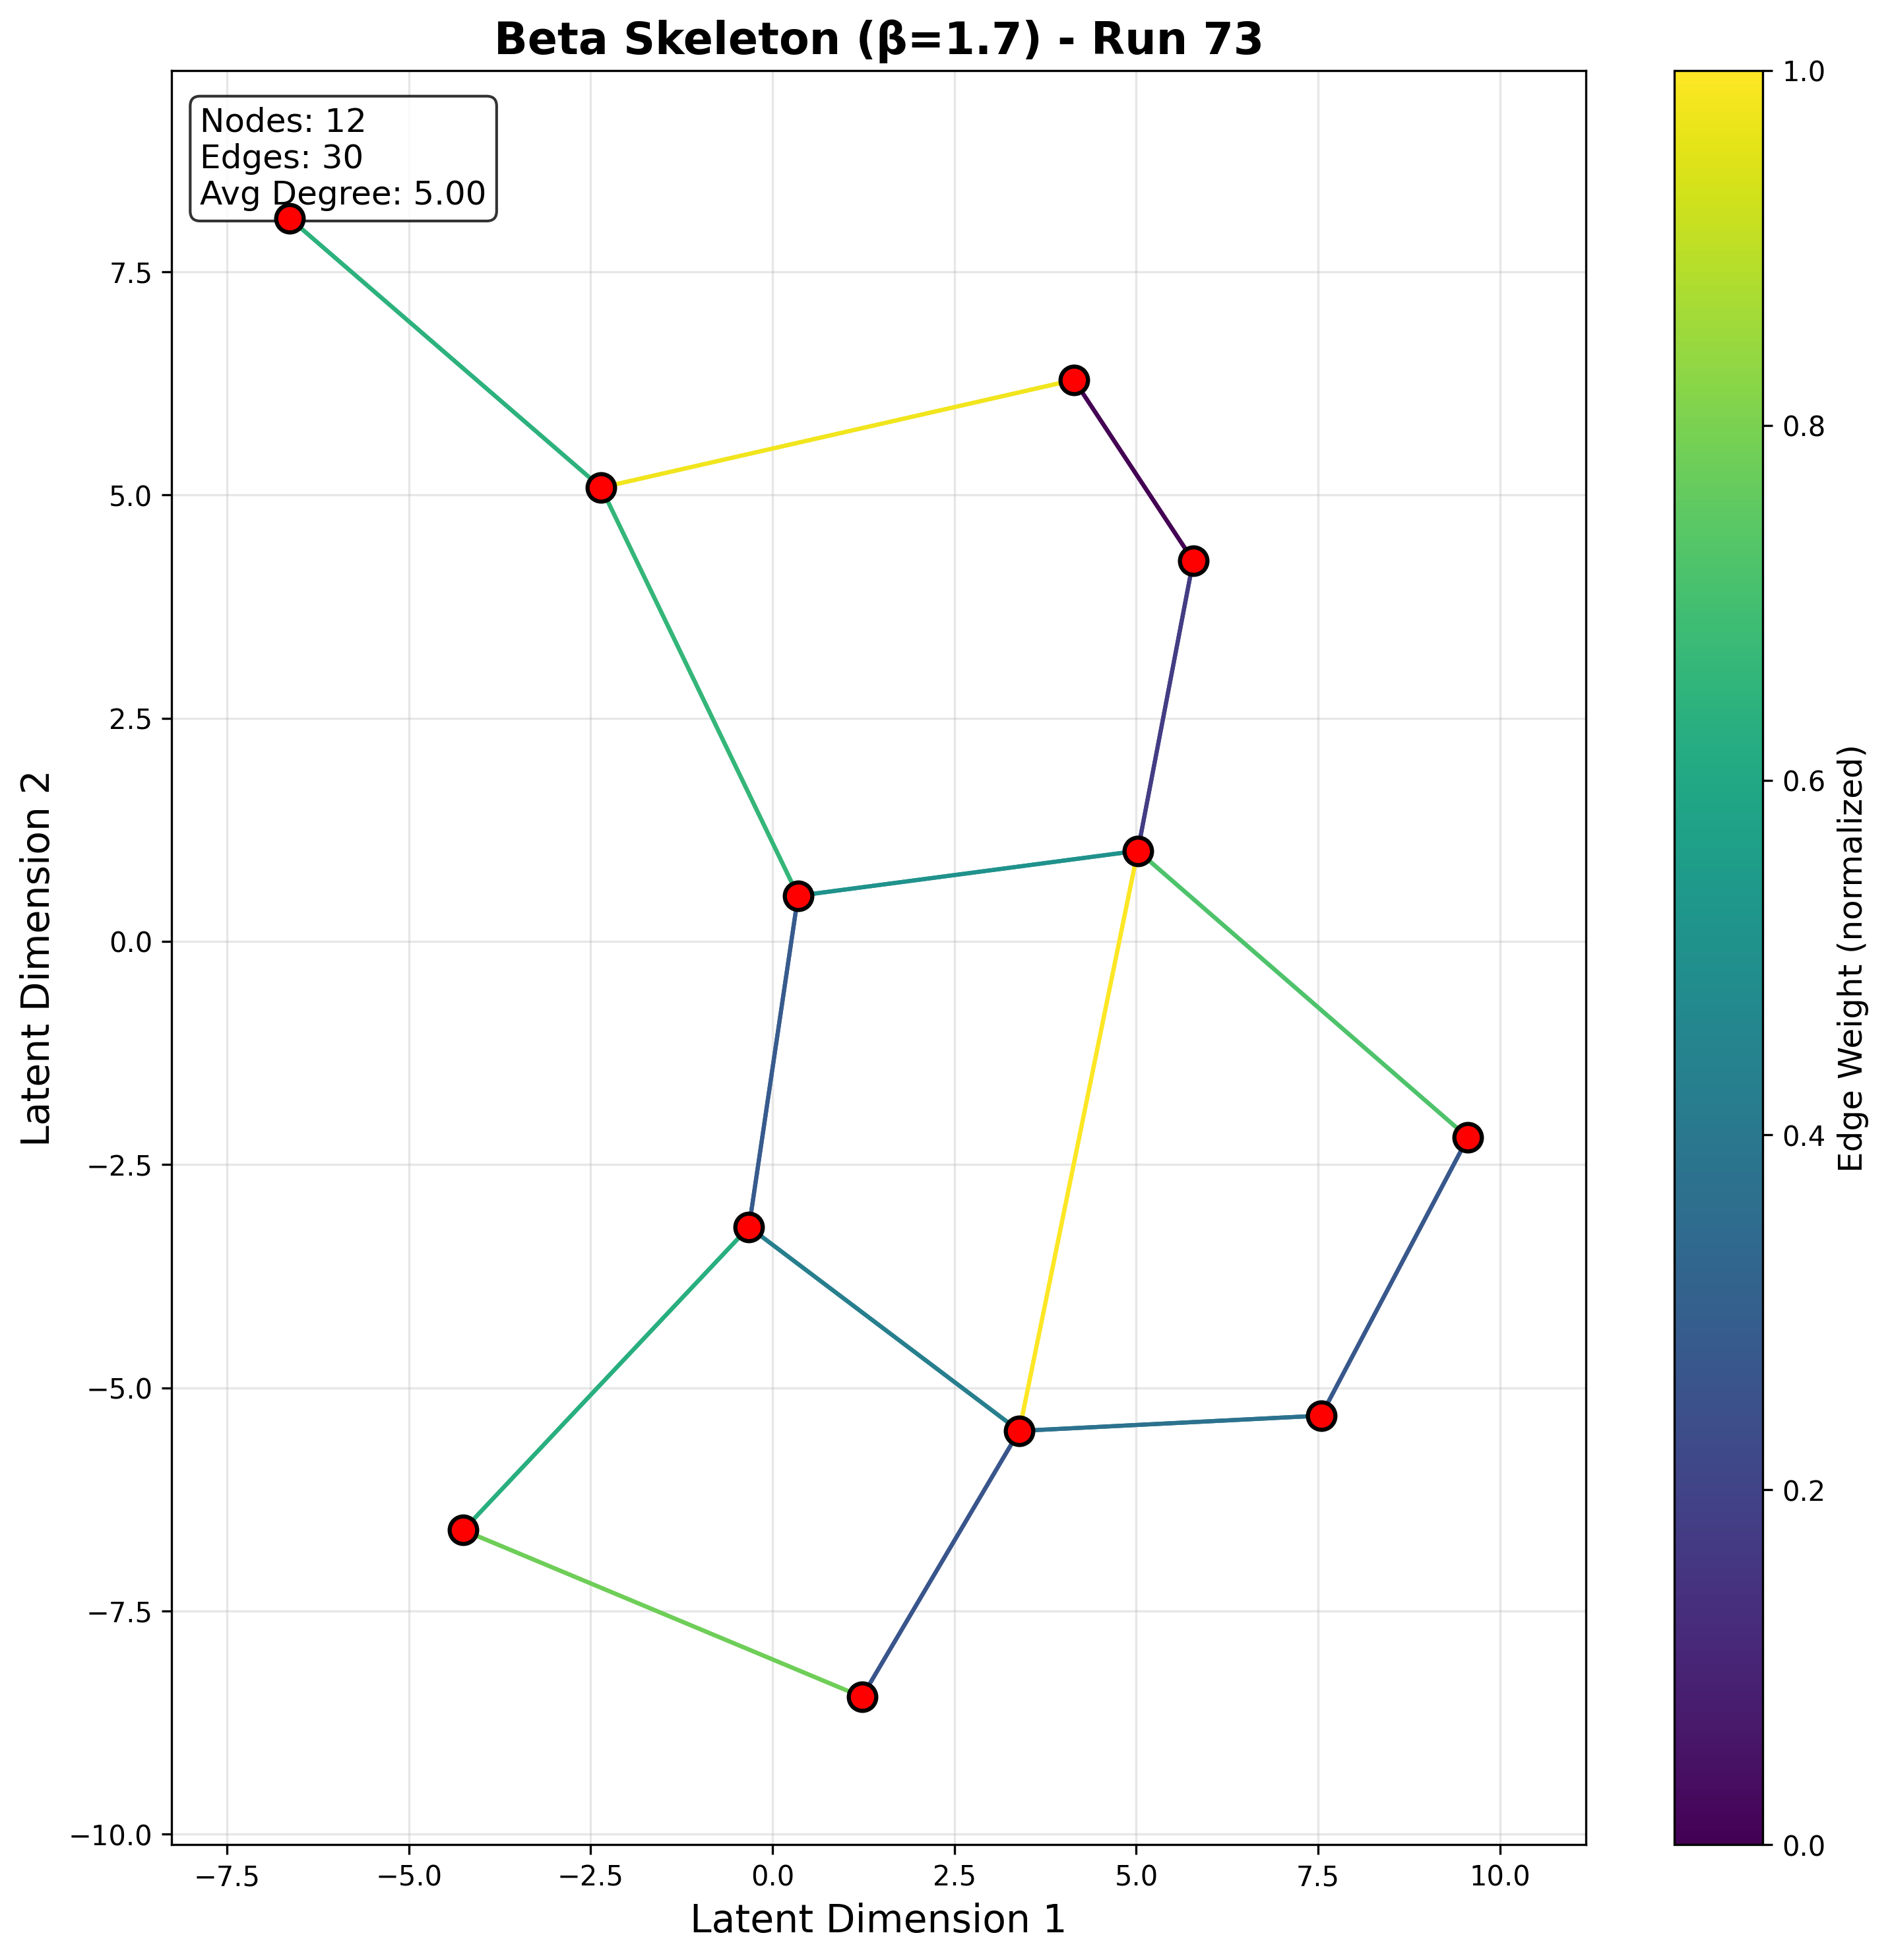 Beta Skeleton (β=1.7) - Run 73
Nodes: 12
Edges: 30
Avg Degree: 5.00
7.5
5.0
2.5
0.0
−2.5
−5.0
−7.5
−10.0
Latent Dimension 2
−7.5 −5.0 −2.5 0.0 2.5 5.0 7.5 10.0
Latent Dimension 1
1.0
0.8
0.6
0.4
0.2
0.0
Edge Weight (normalized)